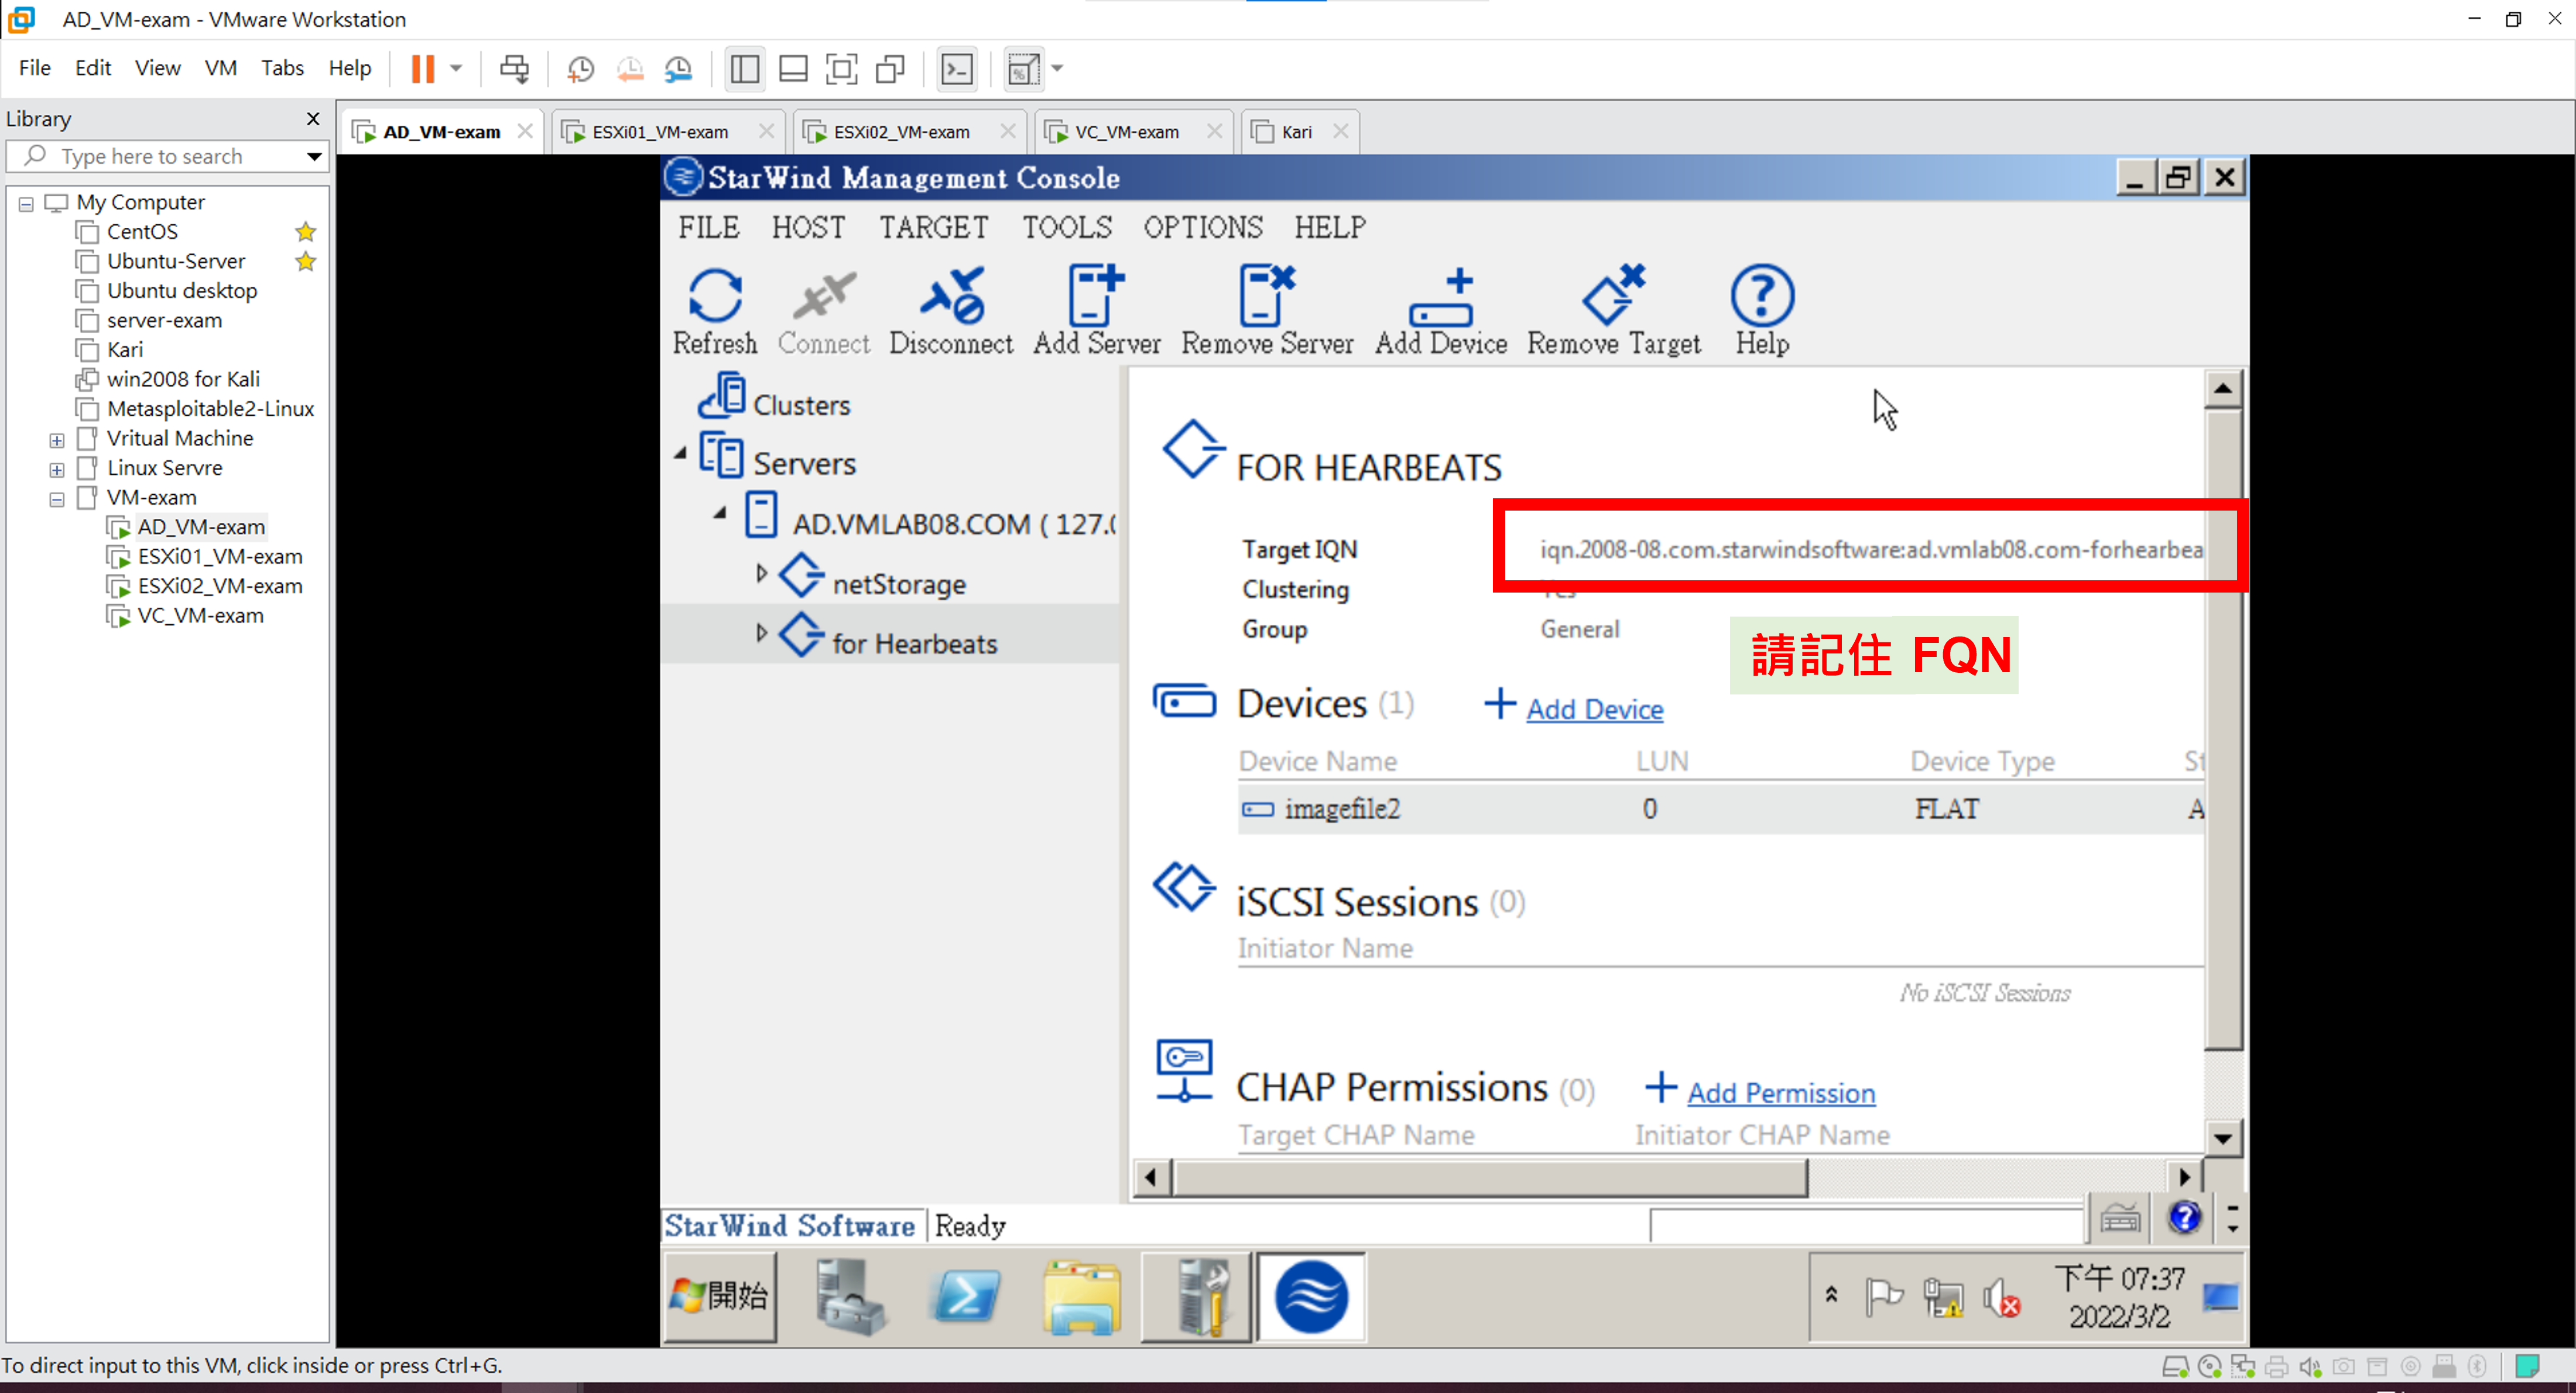 AD_VM-exam - VMware Workstation
File Edit View VM Tabs Help
Library
Type here to search
My Computer
CentOS
Ubuntu-Server
Ubuntu desktop
server-exam
Kari
win2008 for Kali
Metasploitable2-Linux
Vritual Machine
Linux Servre
VM-exam
AD_VM-exam
ESXi01_VM-exam
ESXi02_VM-exam
VC_VM-exam
AD_VM-exam ESXi01_VM-exam ESXi02_VM-exam VC_VM-exam Kari
StarWind Management Console
FILE HOST TARGET TOOLS OPTIONS HELP
Refresh Connect Disconnect Add Server Remove Server Add Device Remove Target Help
Clusters
Servers
AD.VMLAB08.COM ( 127.0
netStorage
for Hearbeats
FOR HEARBEATS
Target IQN iqn.2008-08.com.starwindsoftware:ad.vmlab08.com-forhearbea
Clustering Yes
Group General
請記住 FQN
Devices (1) + Add Device
Device Name LUN Device Type St
imagefile2 0 FLAT A
iSCSI Sessions (0)
Initiator Name
No iSCSI Sessions
CHAP Permissions (0) + Add Permission
Target CHAP Name Initiator CHAP Name
StarWind Software Ready
開始
下午 07:37
2022/3/2
To direct input to this VM, click inside or press Ctrl+G.